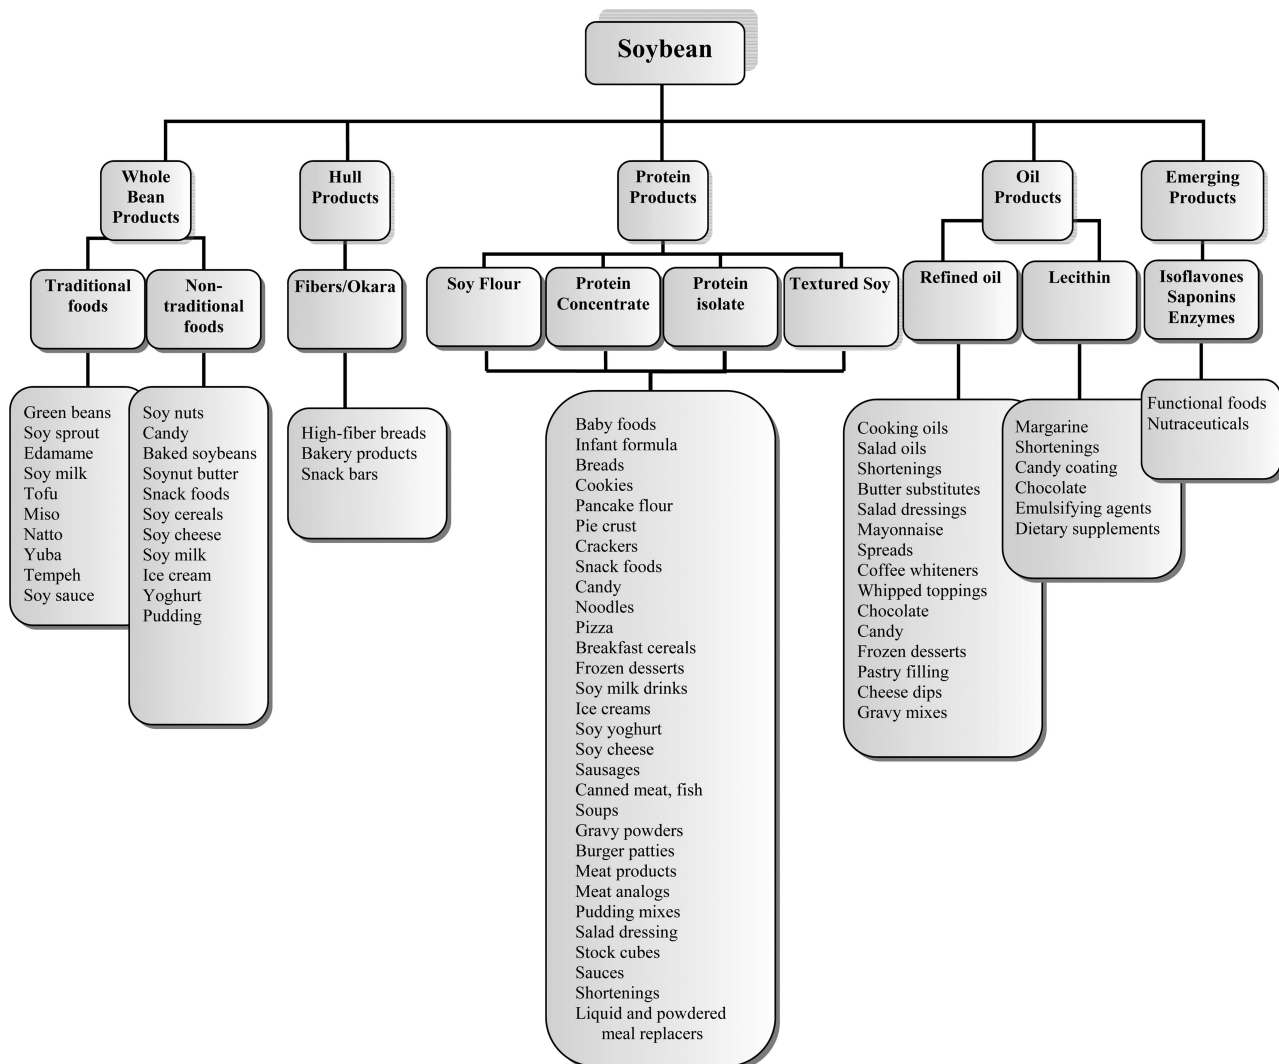 Soybean
Whole
Bean
Products
Hull
Products
Protein
Products
Oil
Products
Emerging
Products
Traditional
foods
Non-
traditional
foods
Fibers/Okara
Soy Flour
Protein
Concentrate
Protein
isolate
Textured Soy
Refined oil
Lecithin
Isoflavones
Saponins
Enzymes
Green beans
Soy sprout
Edamame
Soy milk
Tofu
Miso
Natto
Yuba
Tempeh
Soy sauce
Soy nuts
Candy
Baked soybeans
Soynut butter
Snack foods
Soy cereals
Soy cheese
Soy milk
Ice cream
Yoghurt
Pudding
High-fiber breads
Bakery products
Snack bars
Baby foods
Infant formula
Breads
Cookies
Pancake flour
Pie crust
Crackers
Snack foods
Candy
Noodles
Pizza
Breakfast cereals
Frozen desserts
Soy milk drinks
Ice creams
Soy yoghurt
Soy cheese
Sausages
Canned meat, fish
Soups
Gravy powders
Burger patties
Meat products
Meat analogs
Pudding mixes
Salad dressing
Stock cubes
Sauces
Shortenings
Liquid and powdered
meal replacers
Cooking oils
Salad oils
Shortenings
Butter substitutes
Salad dressings
Mayonnaise
Spreads
Coffee whiteners
Whipped toppings
Chocolate
Candy
Frozen desserts
Pastry filling
Cheese dips
Gravy mixes
Margarine
Shortenings
Candy coating
Chocolate
Emulsifying agents
Dietary supplements
Functional foods
Nutraceuticals